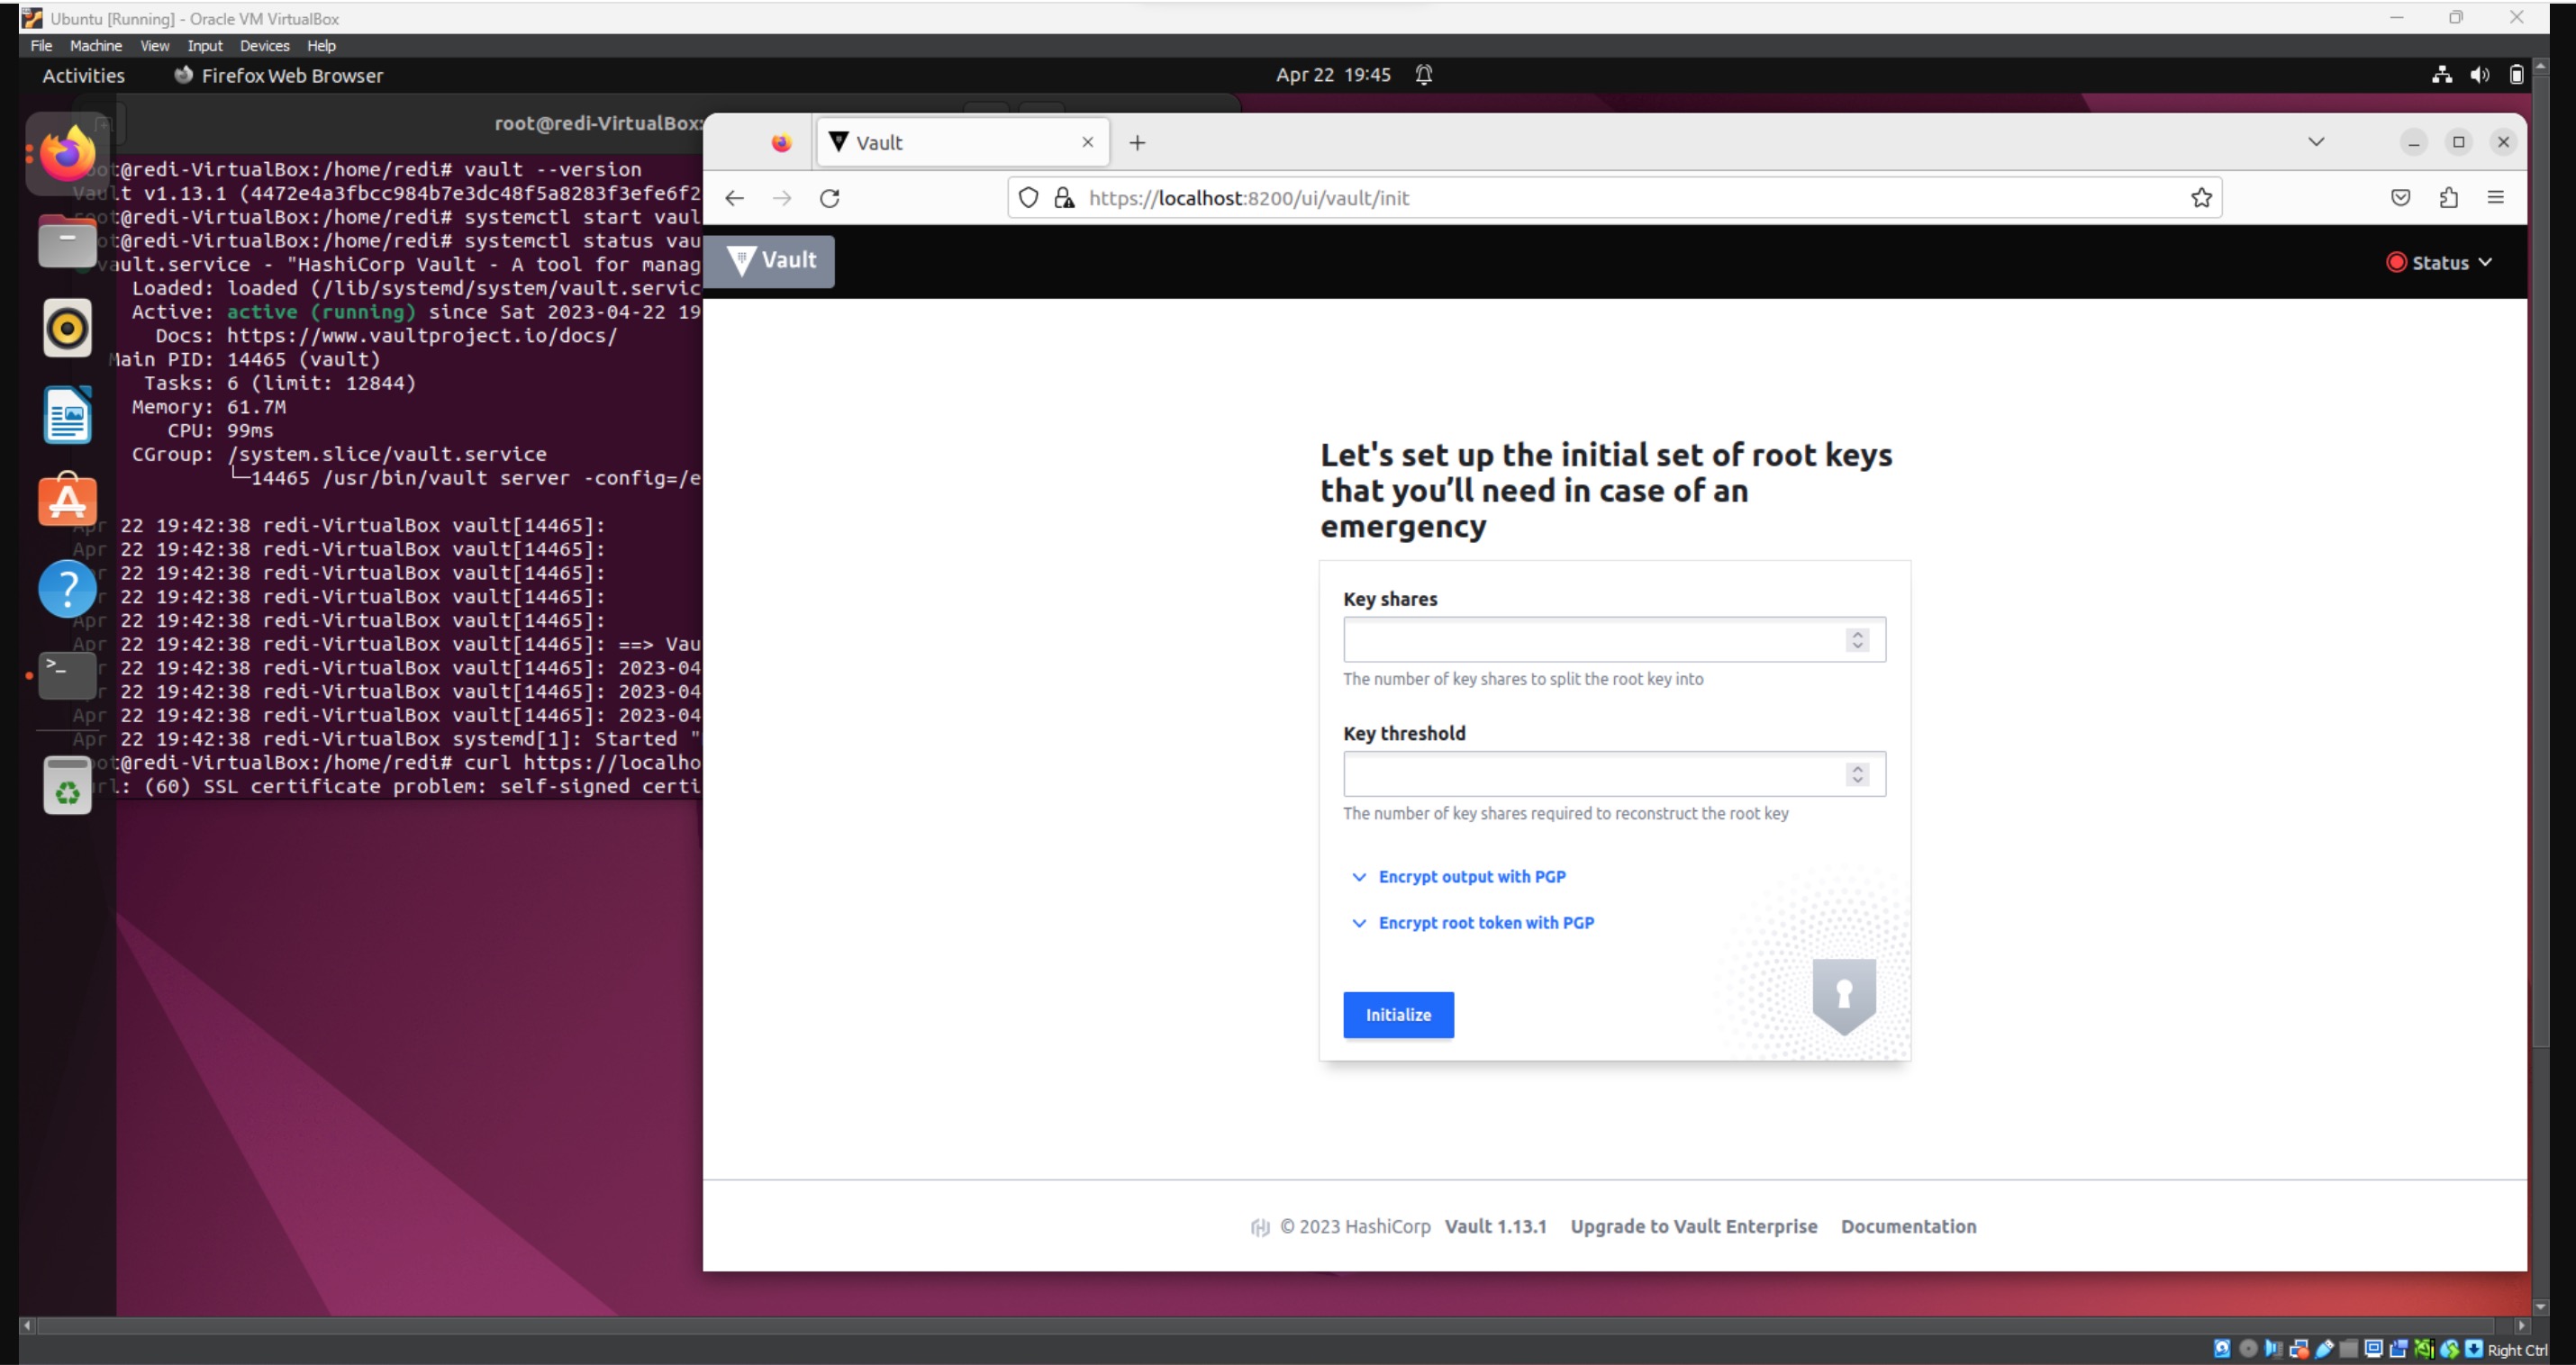 Ubuntu [Running] - Oracle VM VirtualBox
File Machine View Input Devices Help
Activities Firefox Web Browser Apr 22 19:45
root@redi-VirtualBox:
t@redi-VirtualBox:/home/redi# vault --version
Vault v1.13.1 (4472e4a3fbcc984b7e3dc48f5a8283f3efe6f2
root@redi-VirtualBox:/home/redi# systemctl start vaul
t@redi-VirtualBox:/home/redi# systemctl status vau
vault.service - "HashiCorp Vault - A tool for manag
Loaded: loaded (/lib/systemd/system/vault.servic
Active: active (running) since Sat 2023-04-22 19
Docs: https://www.vaultproject.io/docs/
Main PID: 14465 (vault)
Tasks: 6 (limit: 12844)
Memory: 61.7M
CPU: 99ms
CGroup: /system.slice/vault.service
└─14465 /usr/bin/vault server -config=/e
Apr 22 19:42:38 redi-VirtualBox vault[14465]:
Apr 22 19:42:38 redi-VirtualBox vault[14465]:
22 19:42:38 redi-VirtualBox vault[14465]:
22 19:42:38 redi-VirtualBox vault[14465]:
Apr 22 19:42:38 redi-VirtualBox vault[14465]:
Apr 22 19:42:38 redi-VirtualBox vault[14465]: ==> Vau
22 19:42:38 redi-VirtualBox vault[14465]: 2023-04
22 19:42:38 redi-VirtualBox vault[14465]: 2023-04
Apr 22 19:42:38 redi-VirtualBox vault[14465]: 2023-04
Apr 22 19:42:38 redi-VirtualBox systemd[1]: Started "
ot@redi-VirtualBox:/home/redi# curl https://localho
rl: (60) SSL certificate problem: self-signed certi
Vault
https://localhost:8200/ui/vault/init
Vault
Status
Let's set up the initial set of root keys
that you’ll need in case of an
emergency
Key shares
The number of key shares to split the root key into
Key threshold
The number of key shares required to reconstruct the root key
Encrypt output with PGP
Encrypt root token with PGP
Initialize
© 2023 HashiCorp Vault 1.13.1 Upgrade to Vault Enterprise Documentation
Right Ctrl